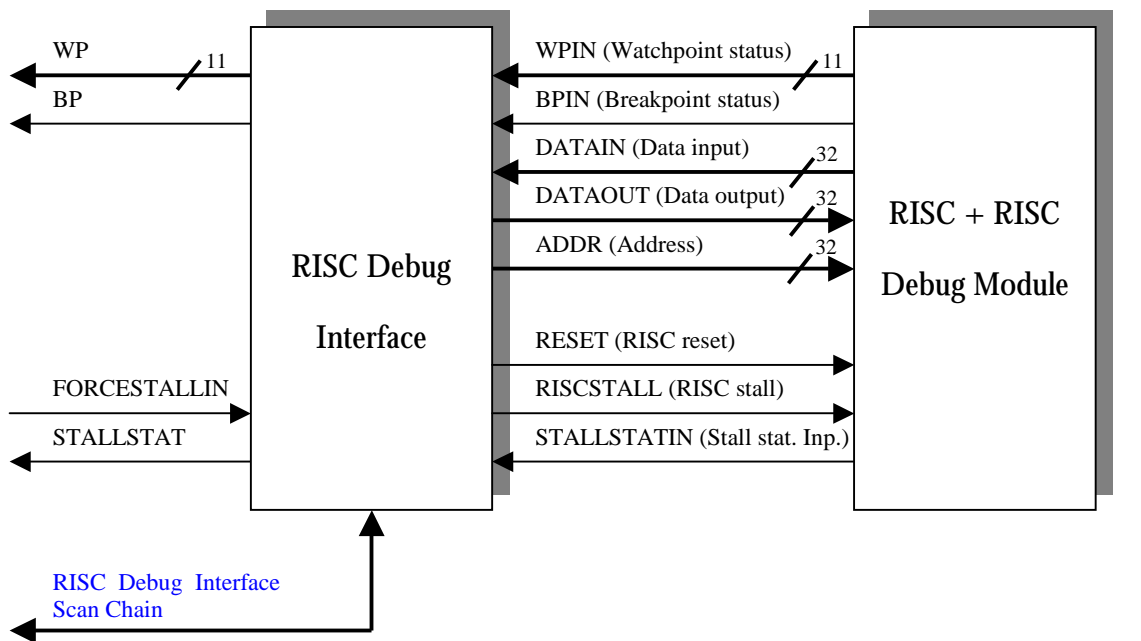 WP
11
BP
WPIN (Watchpoint status)
11
BPIN (Breakpoint status)
DATAIN (Data input)
32
DATAOUT (Data output)
32
ADDR (Address)
32
RISC Debug
Interface
RISC + RISC
Debug Module
RESET (RISC reset)
FORCESTALLIN
RISCSTALL (RISC stall)
STALLSTAT
STALLSTATIN (Stall stat. Inp.)
RISC Debug Interface
Scan Chain